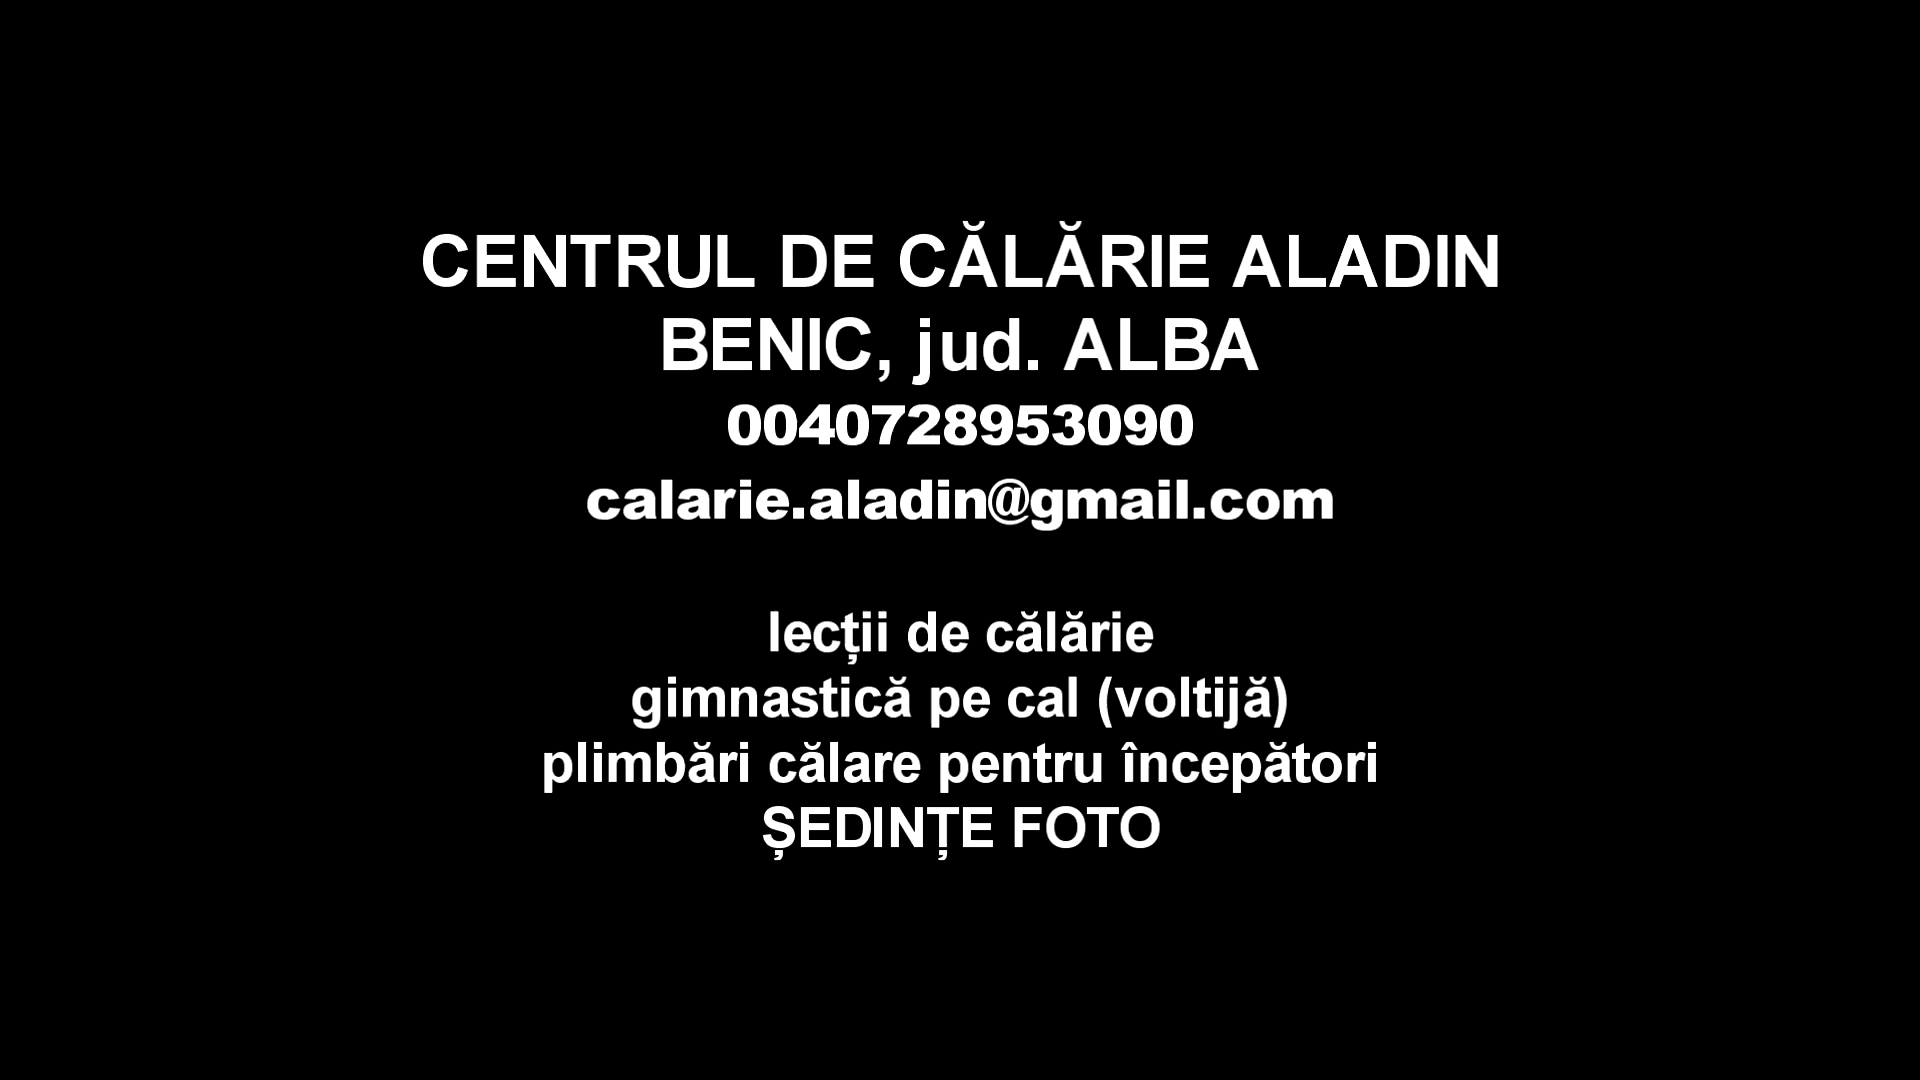 CENTRUL DE CĂLĂRIE ALADIN
BENIC, jud. ALBA
0040728953090
calarie.aladin@gmail.com
lecții de călărie
gimnastică pe cal (voltijă)
plimbări călare pentru începători
ȘEDINȚE FOTO